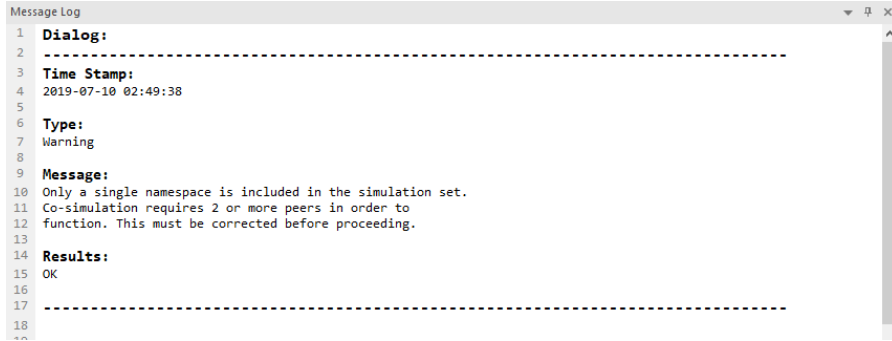 Message Log
1 Dialog:
2 ------------------------------------------------------------------------------
3 Time Stamp:
4 2019-07-10 02:49:38
5
6 Type:
7 Warning
8
9 Message:
10 Only a single namespace is included in the simulation set.
11 Co-simulation requires 2 or more peers in order to
12 function. This must be corrected before proceeding.
13
14 Results:
15 OK
16
17 ------------------------------------------------------------------------------
18
19